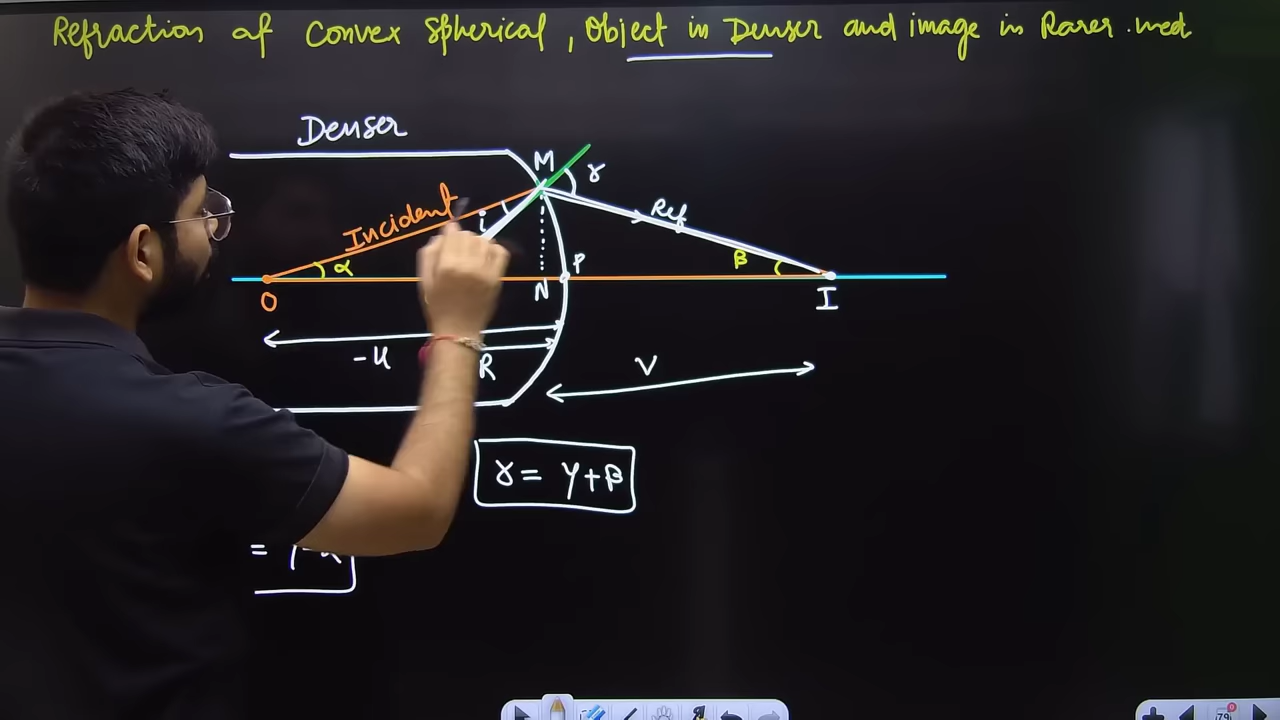 Refraction of Convex Spherical, Object in Denser and image in Rarer med
Denser
M
r
Incident
i
Ref
α
β
P
O
N
I
-u
R
v
r = γ+β
=